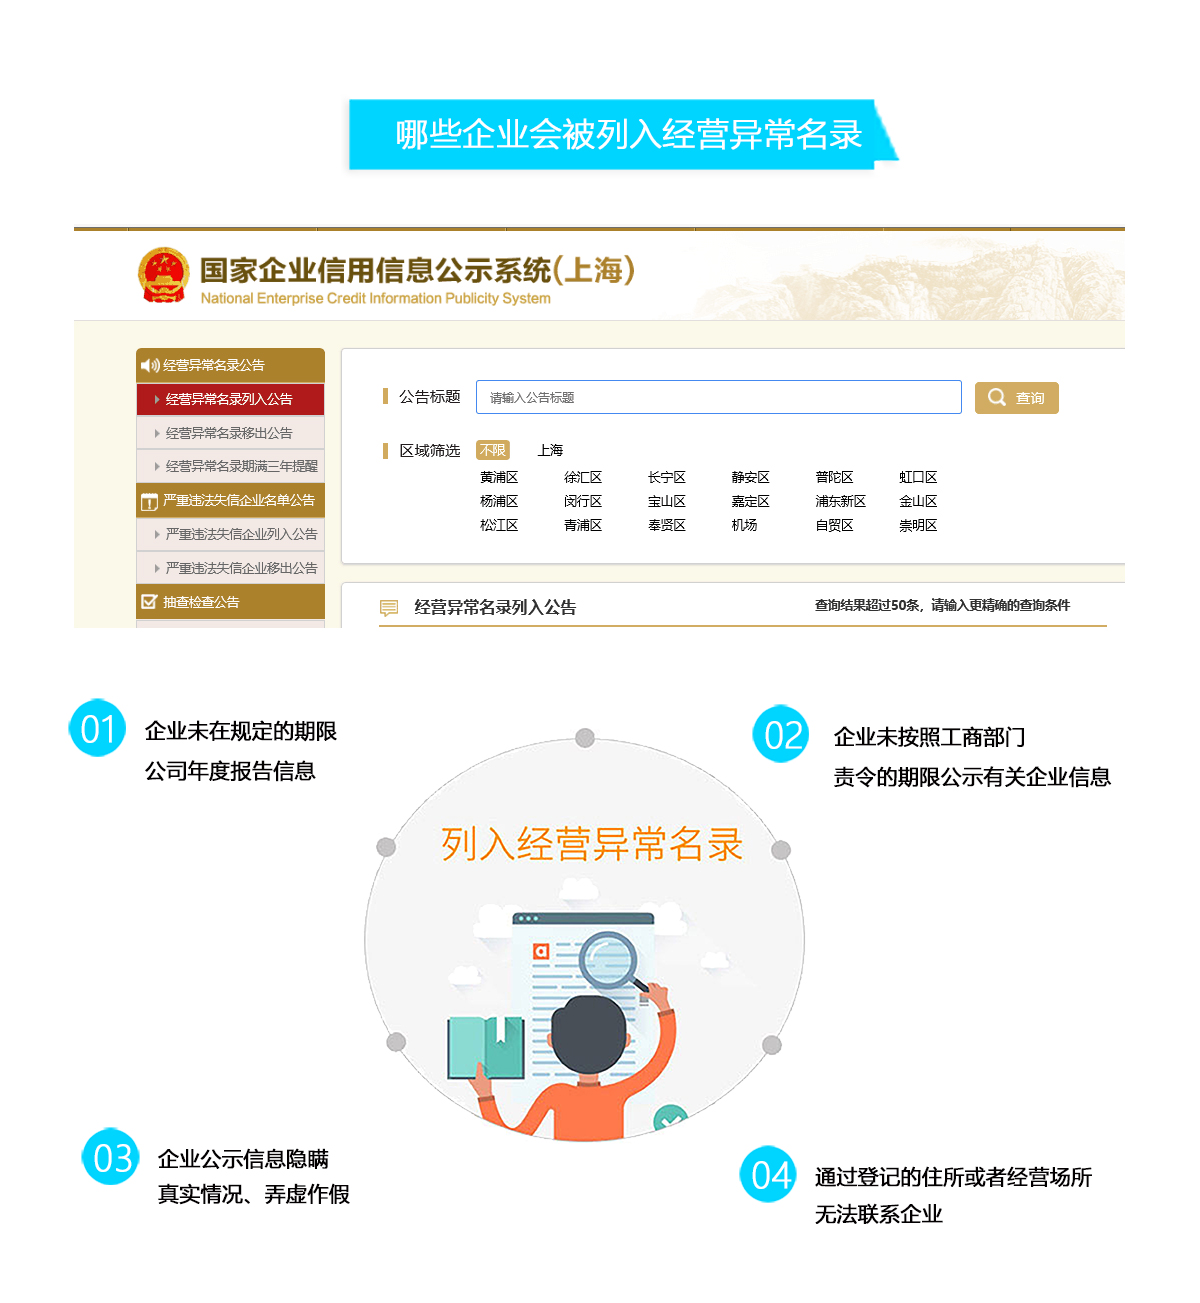 哪些企业会被列入经营异常名录
国家企业信用信息公示系统(上海)
National Enterprise Credit Information Publicity System
经营异常名录公告
经营异常名录列入公告
经营异常名录移出公告
经营异常名录期满三年提醒
严重违法失信企业名单公告
严重违法失信企业列入公告
严重违法失信企业移出公告
抽查检查公告
公告标题 请输入公告标题 查询
区域筛选 不限 上海
黄浦区 徐汇区 长宁区 静安区 普陀区 虹口区
杨浦区 闵行区 宝山区 嘉定区 浦东新区 金山区
松江区 青浦区 奉贤区 机场 自贸区 崇明区
经营异常名录列入公告 查询结果超过50条，请输入更精确的查询条件
01 企业未在规定的期限
公司年度报告信息
02 企业未按照工商部门
责令的期限公示有关企业信息
列入经营异常名录
a
03 企业公示信息隐瞒
真实情况、弄虚作假
04 通过登记的住所或者经营场所
无法联系企业